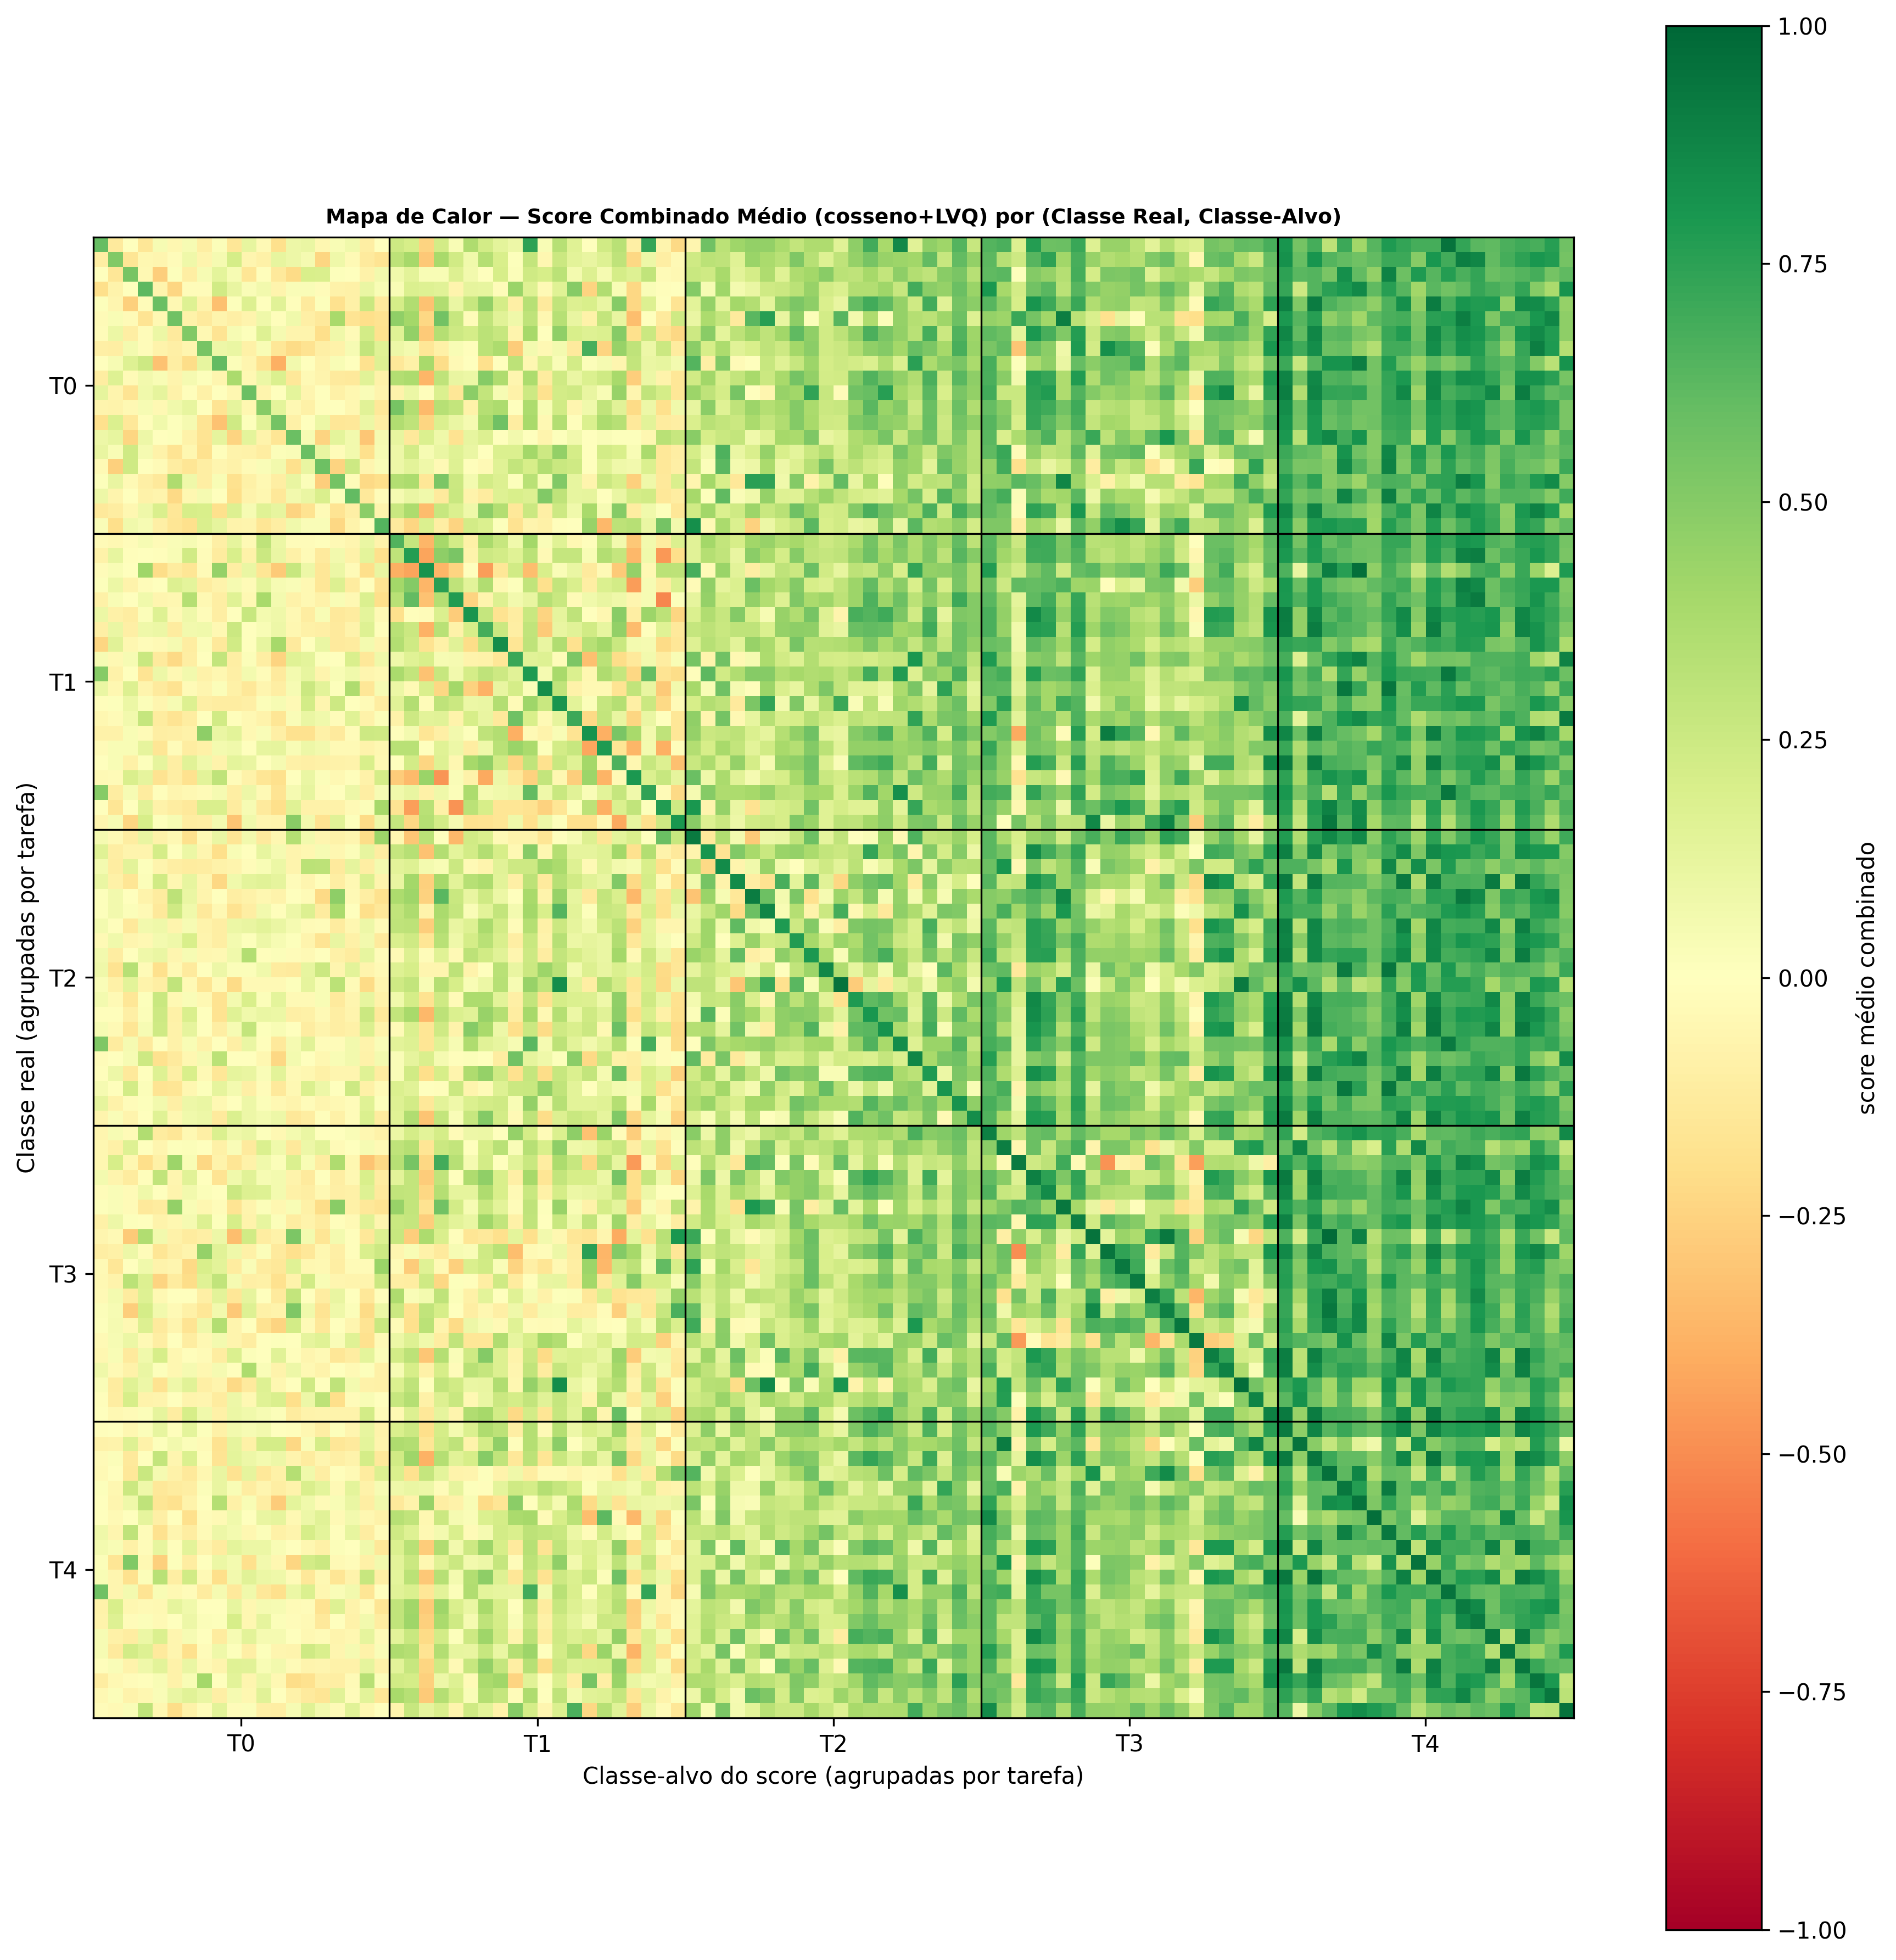 Mapa de Calor — Score Combinado Médio (cosseno+LVQ) por (Classe Real, Classe-Alvo)
Classe real (agrupadas por tarefa)
T0
T1
T2
T3
T4
T0 T1 T2 T3 T4
Classe-alvo do score (agrupadas por tarefa)
1.00
0.75
0.50
0.25
0.00
−0.25
−0.50
−0.75
−1.00
score médio combinado